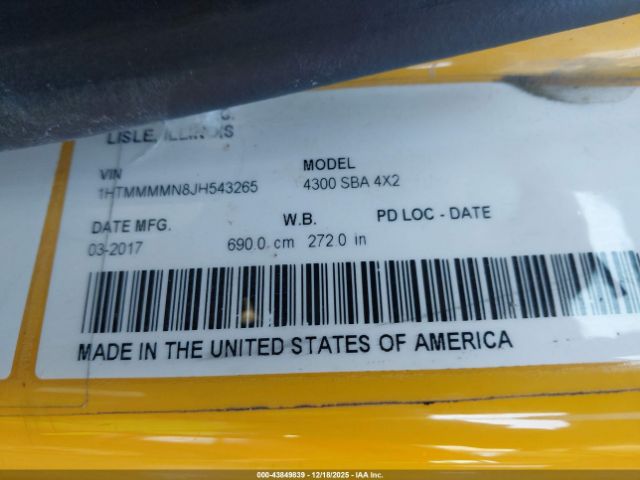 LISLE, ILLINOIS
VIN MODEL
1HTMMMMN8JH543265 4300 SBA 4X2
DATE MFG. W.B. PD LOC - DATE
03-2017 690.0 cm 272.0 in
MADE IN THE UNITED STATES OF AMERICA
00-43849839 - 12/18/2025 - IAA Inc.